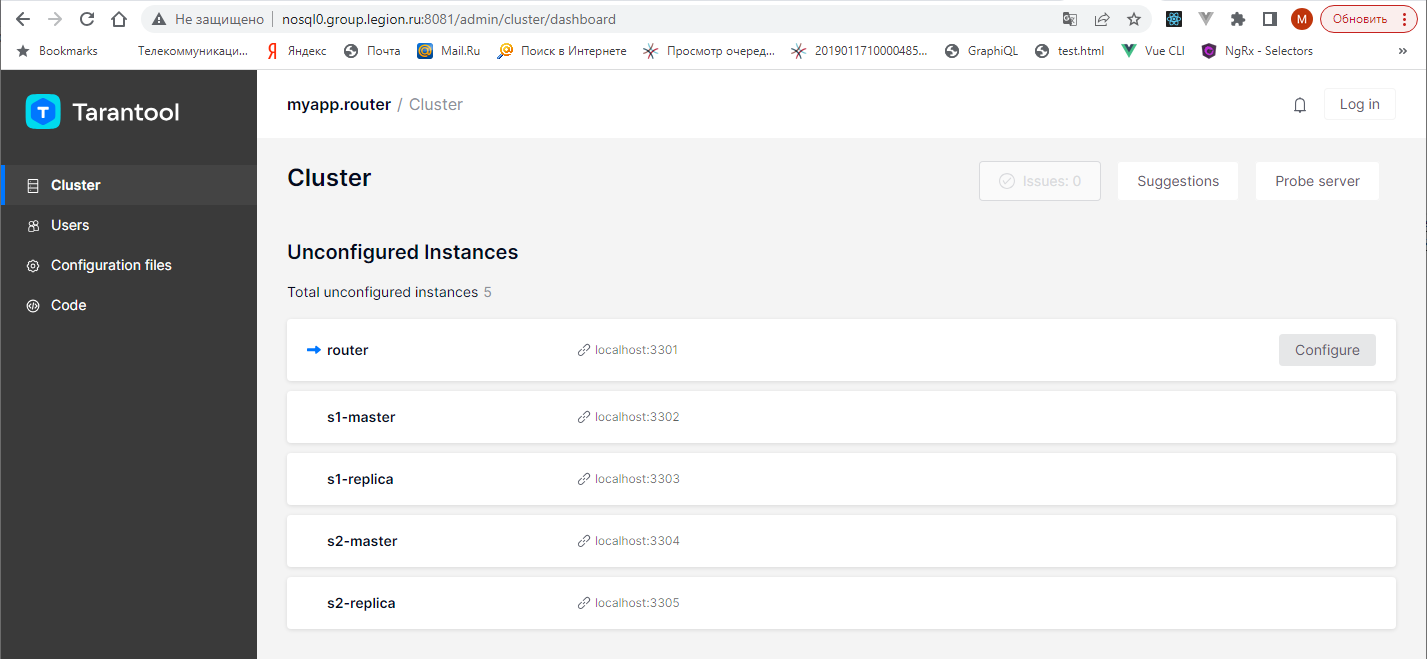 Не защищено nosql0.group.legion.ru:8081/admin/cluster/dashboard М Обновить
Bookmarks Телекоммуникаци... Яндекс Почта Mail.Ru Поиск в Интернете Просмотр очеред... 2019011710000485... GraphiQL test.html Vue CLI NgRx - Selectors »
T Tarantool
myapp.router / Cluster
Log in
Cluster
Users
Configuration files
Code
Cluster
Issues: 0 Suggestions Probe server
Unconfigured Instances
Total unconfigured instances 5
router localhost:3301 Configure
s1-master localhost:3302
s1-replica localhost:3303
s2-master localhost:3304
s2-replica localhost:3305